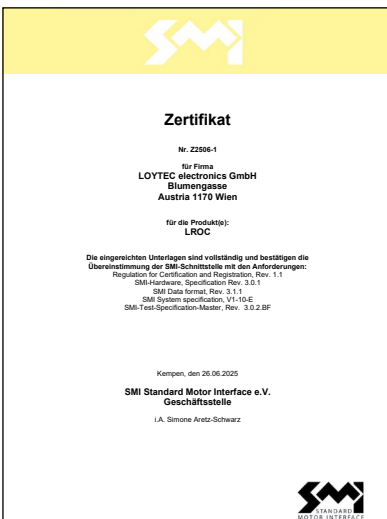 SMI
Zertifikat
Nr. Z2506-1
für Firma
LOYTEC electronics GmbH
Blumengasse
Austria 1170 Wien
für die Produkt(e):
LROC
Die eingereichten Unterlagen sind vollständig und bestätigen die
Übereinstimmung der SMI-Schnittstelle mit den Anforderungen:
Regulation for Certification and Registration, Rev. 1.1
SMI-Hardware, Specification Rev. 3.0.1
SMI Data format, Rev. 3.1.1
SMI System specification, V1-10-E
SMI-Test-Specification-Master, Rev. 3.0.2.BF
Kempen, den 26.06.2025
SMI Standard Motor Interface e.V.
Geschäftsstelle
i.A. Simone Aretz-Schwarz
SMI
STANDARD
MOTOR INTERFACE